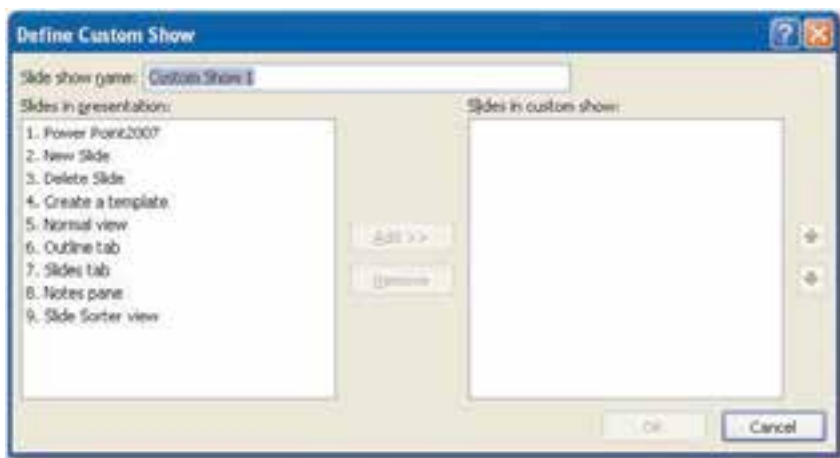 Define Custom Show
Slide show name: Custom Show 1
Slides in presentation:
1. Power Point2007
2. New Slide
3. Delete Slide
4. Create a template
5. Normal view
6. Outline tab
7. Slides tab
8. Notes pane
9. Slide Sorter view
Add >>
Remove
Slides in custom show:
OK
Cancel